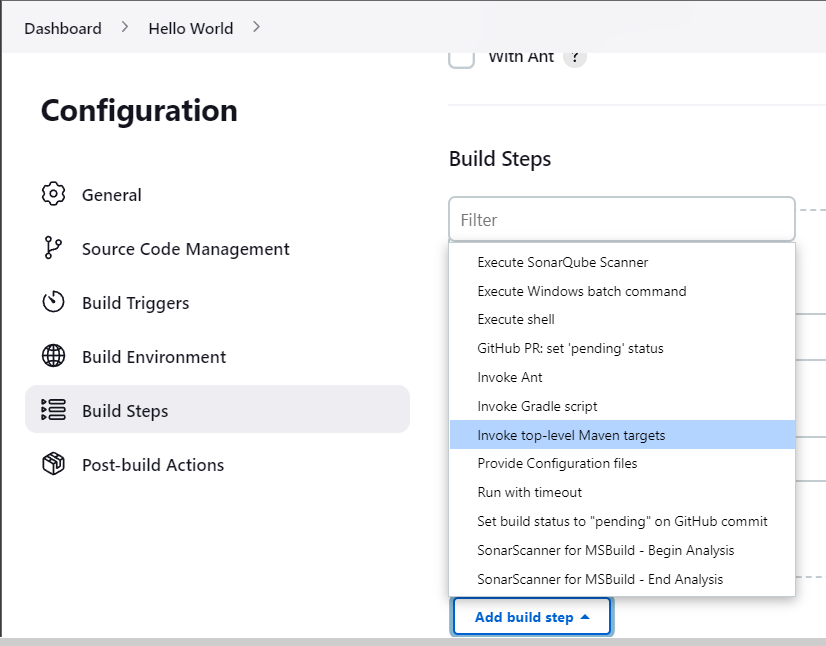 Dashboard > Hello World >
With Ant ?
Configuration
General
Source Code Management
Build Triggers
Build Environment
Build Steps
Post-build Actions
Build Steps
Filter
Execute SonarQube Scanner
Execute Windows batch command
Execute shell
GitHub PR: set 'pending' status
Invoke Ant
Invoke Gradle script
Invoke top-level Maven targets
Provide Configuration files
Run with timeout
Set build status to "pending" on GitHub commit
SonarScanner for MSBuild - Begin Analysis
SonarScanner for MSBuild - End Analysis
Add build step